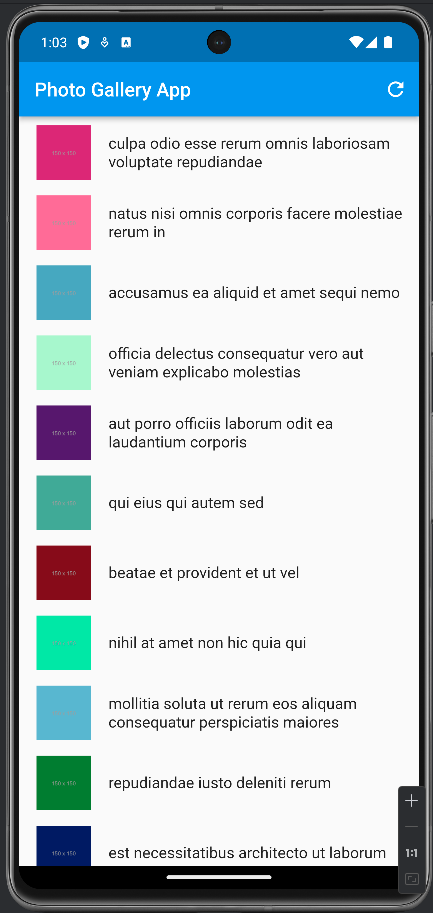 1:03
A
Photo Gallery App
150 x 150
culpa odio esse rerum omnis laboriosam
voluptate repudiandae
natus nisi omnis corporis facere molestiae
rerum in
150 x 150
accusamus ea aliquid et amet sequi nemo
150 x 150
officia delectus consequatur vero aut
veniam explicabo molestias
150 x 150
aut porro officiis laborum odit ea
laudantium corporis
150 x 150
qui eius qui autem sed
150 x 150
beatae et provident et ut vel
nihil at amet non hic quia qui
150 x 150
mollitia soluta ut rerum eos aliquam
consequatur perspiciatis maiores
150 x 150
repudiandae iusto deleniti rerum
150 x 150
est necessitatibus architecto ut laborum
1:1